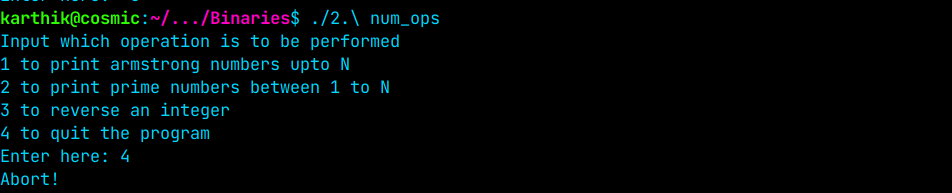 karthik@cosmic:~/.../Binaries$ ./2.\ num_ops
Input which operation is to be performed
1 to print armstrong numbers upto N
2 to print prime numbers between 1 to N
3 to reverse an integer
4 to quit the program
Enter here: 4
Abort!